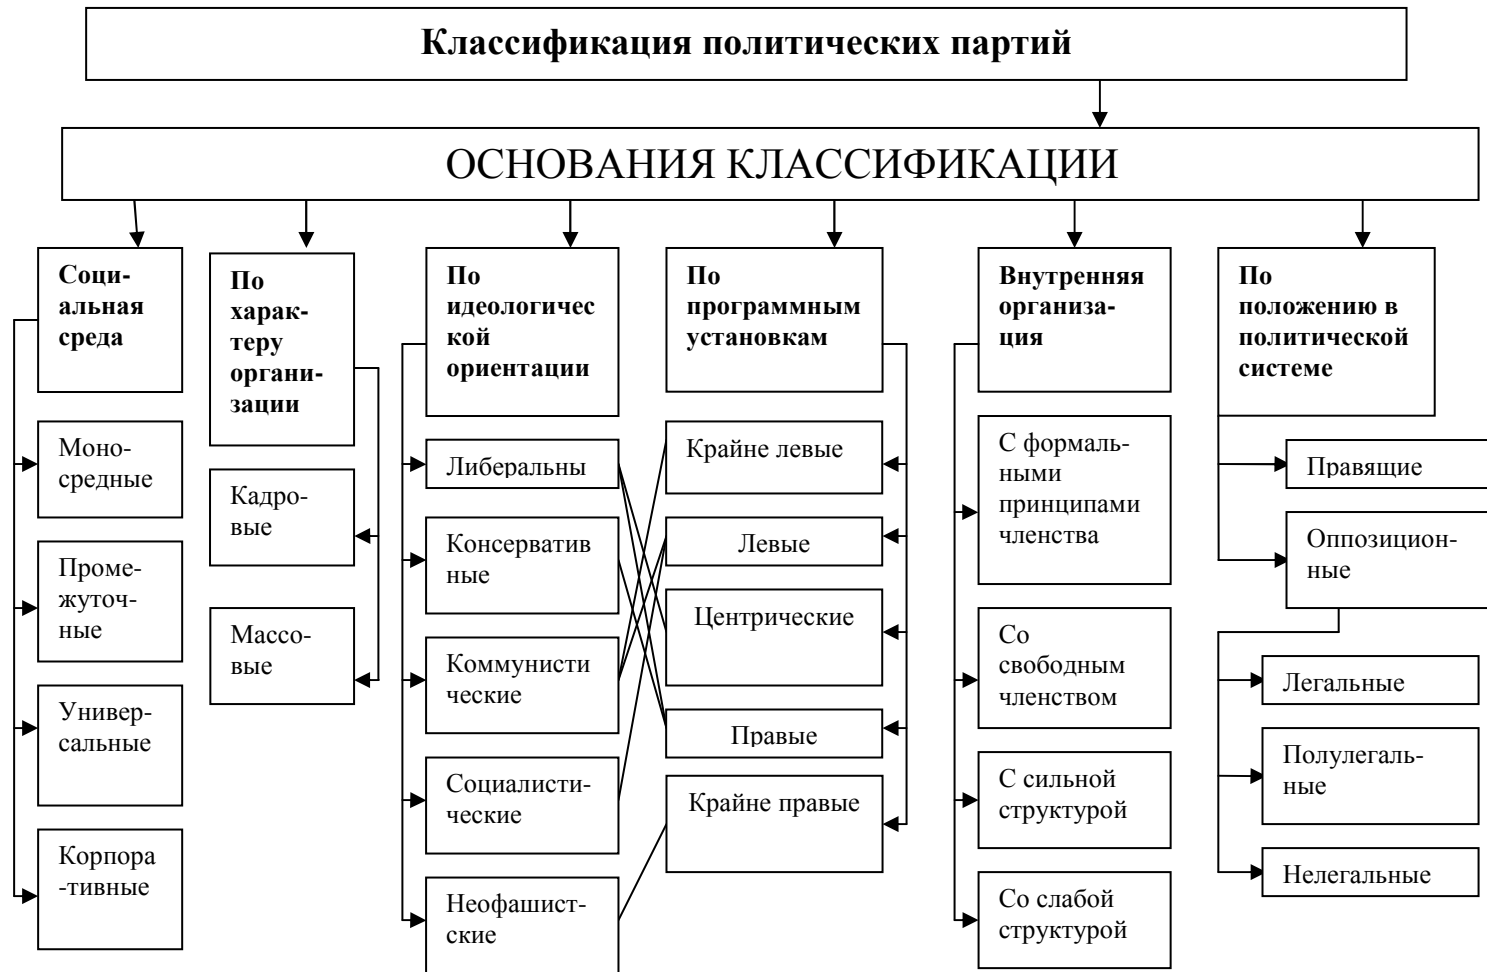 Классификация политических партий
ОСНОВАНИЯ КЛАССИФИКАЦИИ
Соци-
альная
среда
Моно-
средные
Проме-
жуточ-
ные
Универ-
сальные
Корпора
-тивные
По
харак-
теру
органи-
зации
Кадро-
вые
Массо-
вые
По
идеологичес
кой
ориентации
Либеральны
Консерватив
ные
Коммунисти
ческие
Социалисти-
ческие
Неофашист-
ские
По
программным
установкам
Крайне левые
Левые
Центрические
Правые
Крайне правые
Внутренняя
организа-
ция
С формаль-
ными
принципами
членства
Со
свободным
членством
С сильной
структурой
Со слабой
структурой
По
положению в
политической
системе
Правящие
Оппозицион-
ные
Легальные
Полулегаль-
ные
Нелегальные